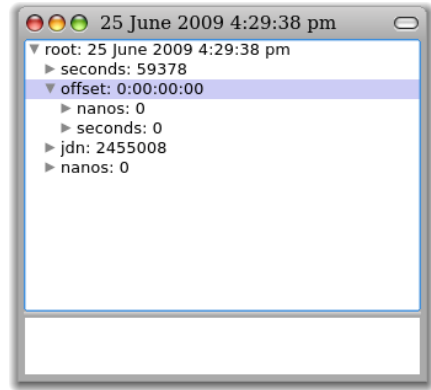 25 June 2009 4:29:38 pm
root: 25 June 2009 4:29:38 pm
seconds: 59378
offset: 0:00:00:00
nanos: 0
seconds: 0
jdn: 2455008
nanos: 0